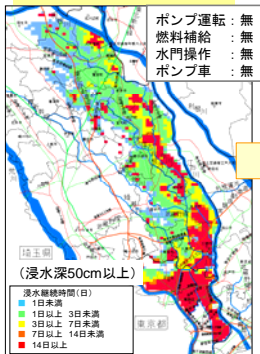 ポンプ運転：無
燃料補給　：無
水門操作　：無
ポンプ車　：無
埼玉県
(浸水深50cm以上)
浸水継続時間(日)
1日未満
1日以上　3日未満
3日以上　7日未満
7日以上　14日未満
14日以上
東京都